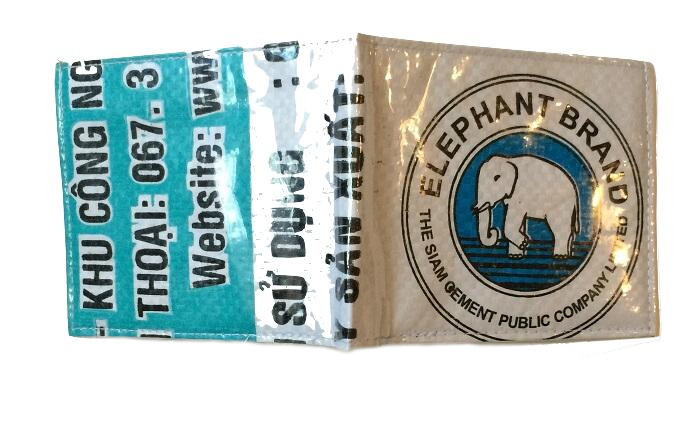 KHU CÔNG NG
THOẠI: 067. 3
Website: ww
SỬ DỤNG :
SẢN XUẤT:
ELEPHANT BRAND
THE SIAM CEMENT PUBLIC COMPANY LIMITED